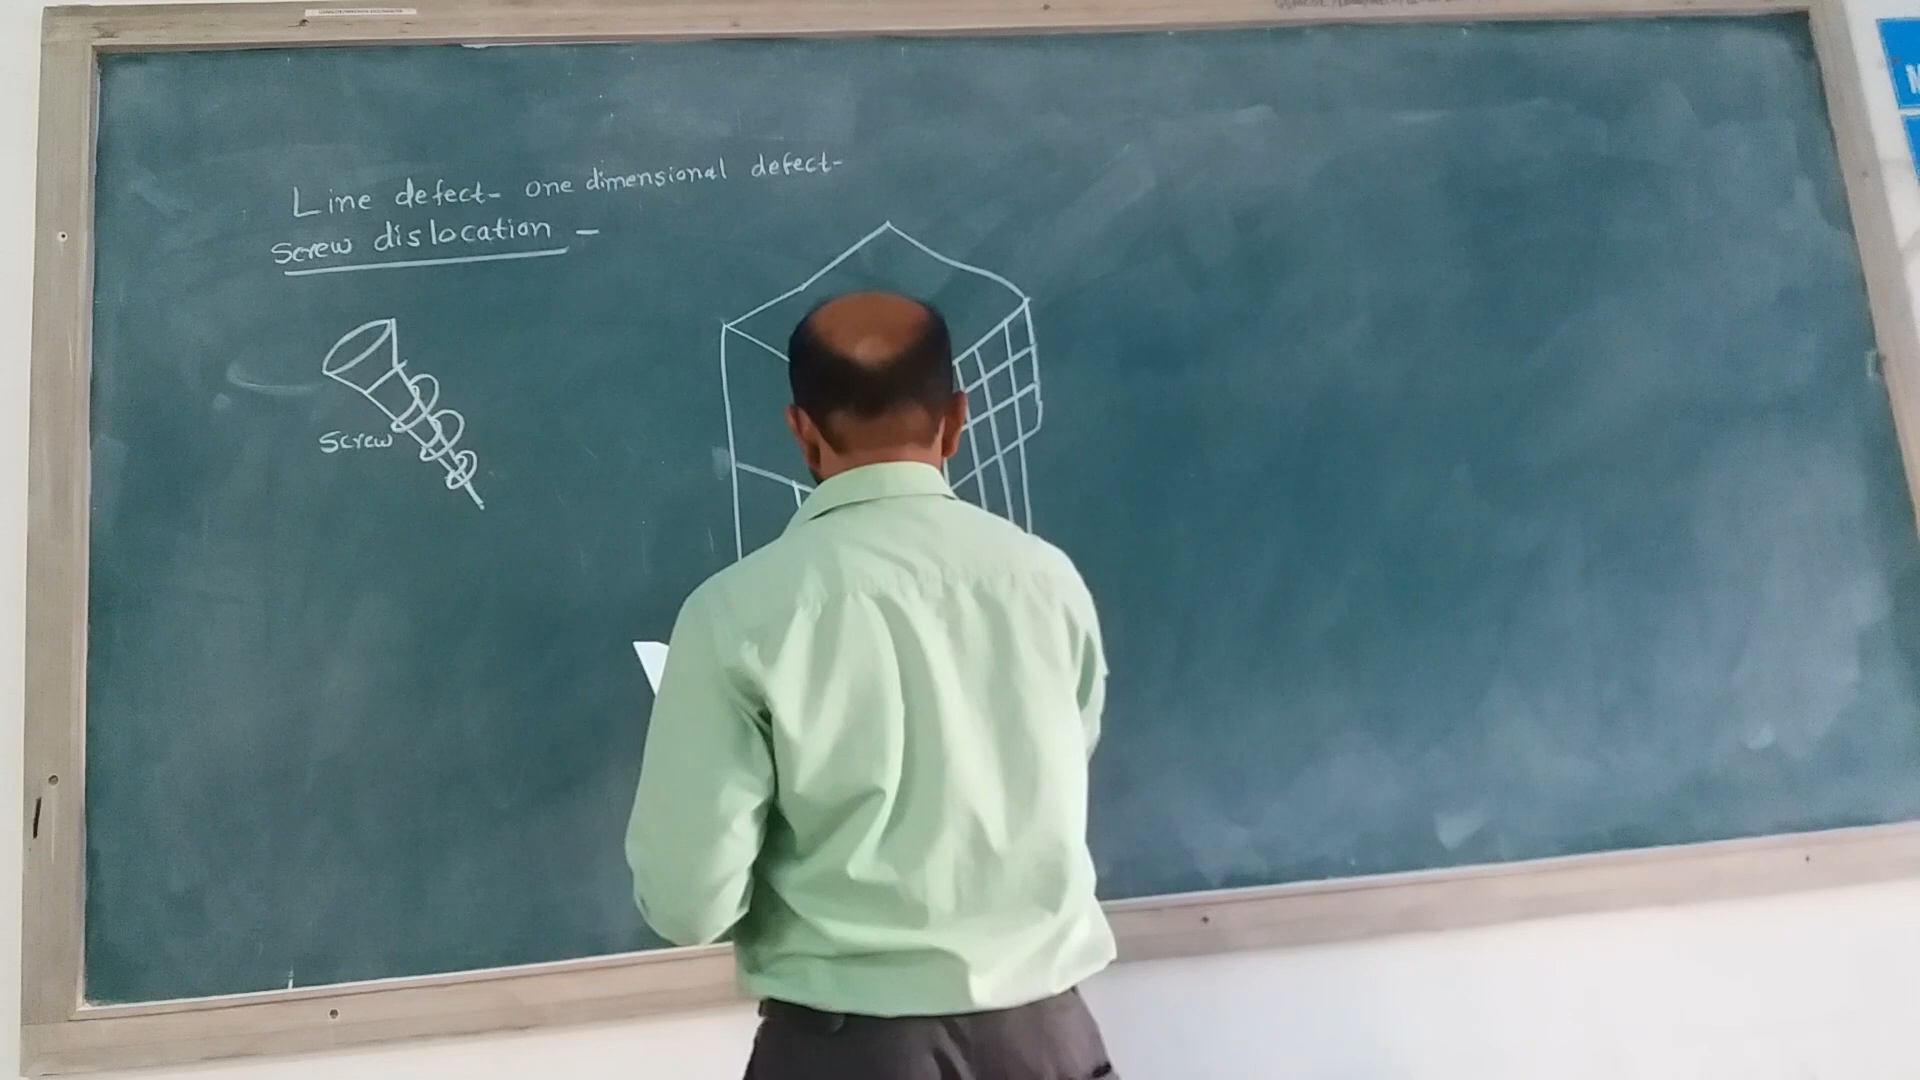 Line defect- one dimensional defect-
Screw dislocation -
Screw